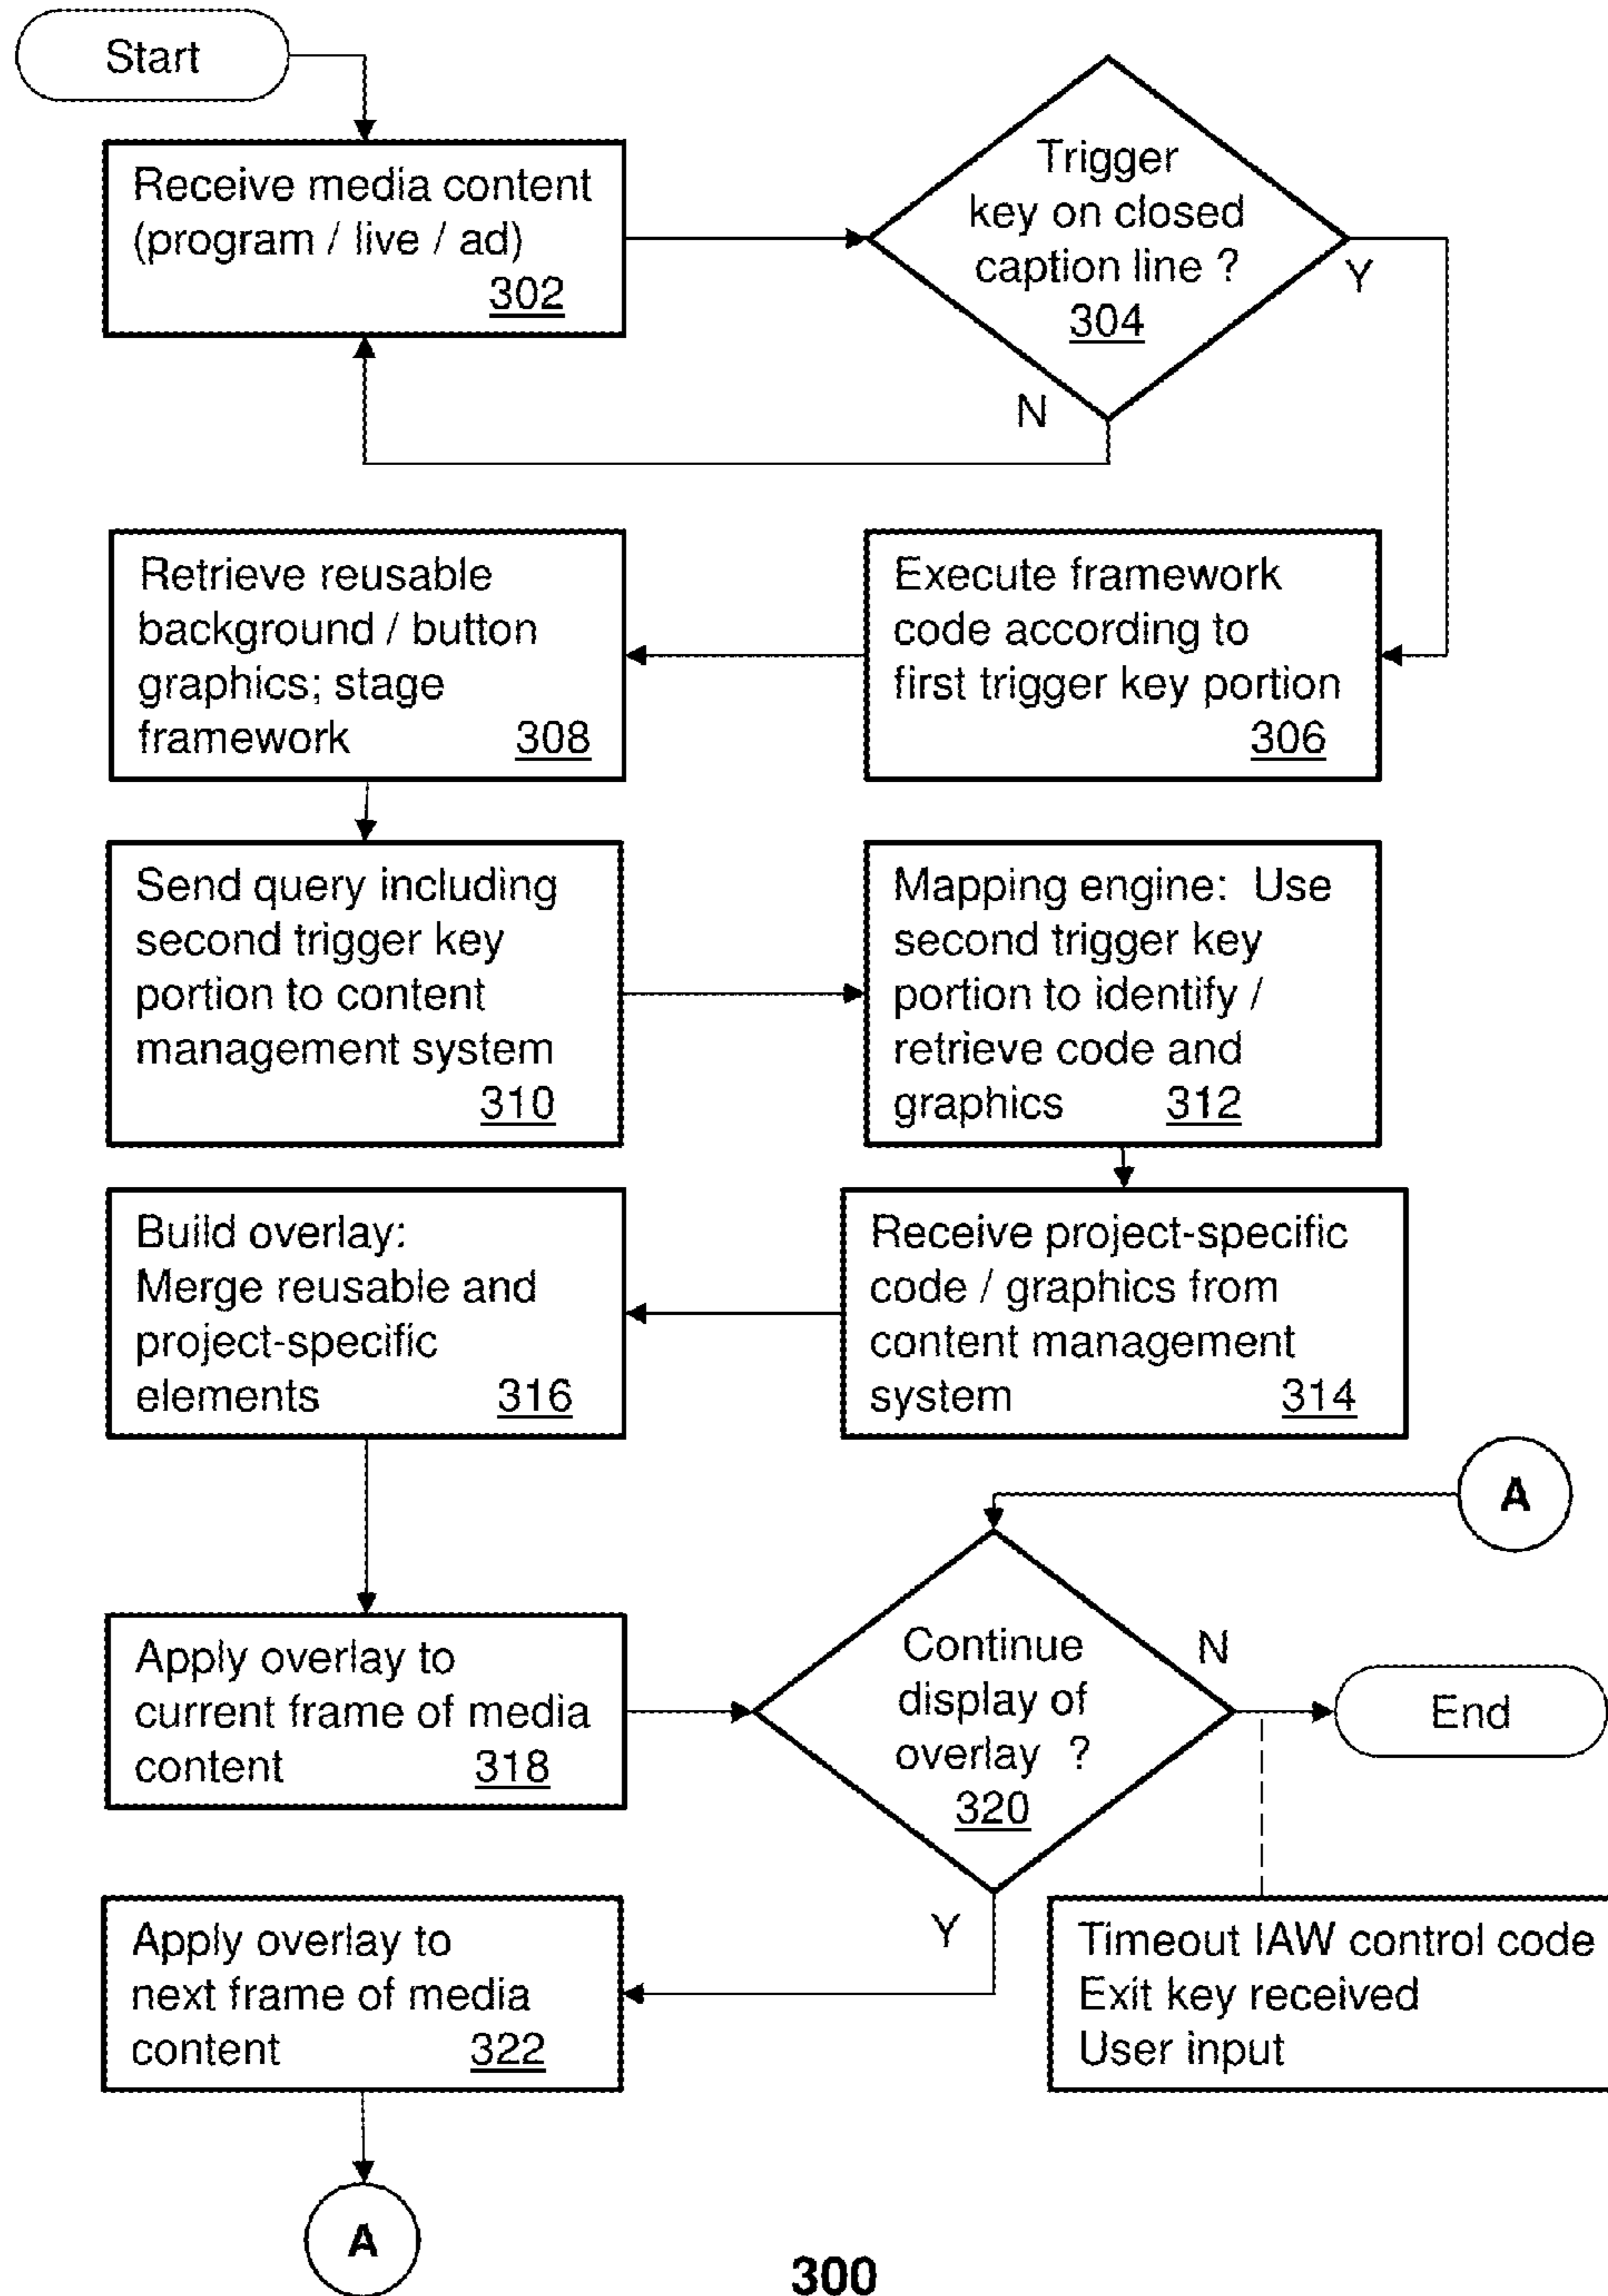 Start
Receive media content
(program / live / ad)
302
Trigger
key on closed
caption line ?
304
Y
N
Execute framework
code according to
first trigger key portion
306
Retrieve reusable
background / button
graphics; stage
framework 308
Send query including
second trigger key
portion to content
management system
310
Mapping engine: Use
second trigger key
portion to identify /
retrieve code and
graphics 312
Receive project-specific
code / graphics from
content management
system 314
Build overlay:
Merge reusable and
project-specific
elements 316
A
Apply overlay to
current frame of media
content 318
Continue
display of
overlay ?
320
N
End
Y
Timeout IAW control code
Exit key received
User input
Apply overlay to
next frame of media
content 322
A
300